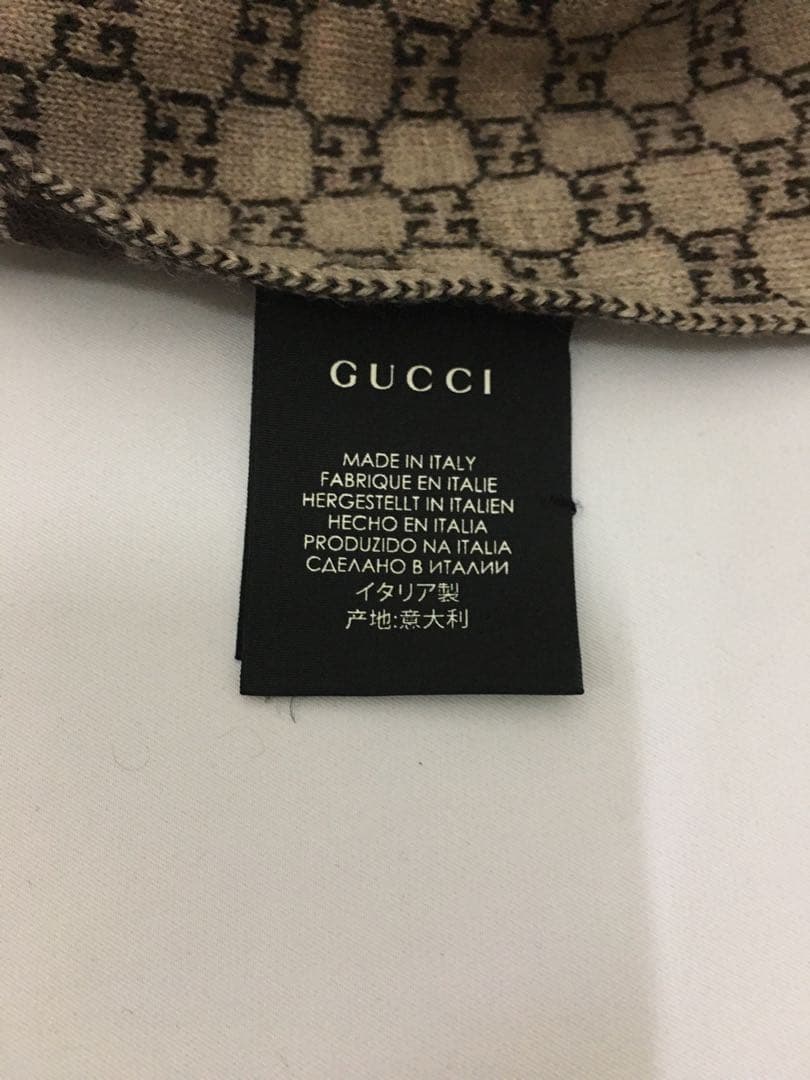 GUCCI
MADE IN ITALY
FABRIQUE EN ITALIE
HERGESTELLT IN ITALIEN
HECHO EN ITALIA
PRODUZIDO NA ITALIA
СДЕЛАНО В ИТАЛИИ
イタリア製
产地:意大利